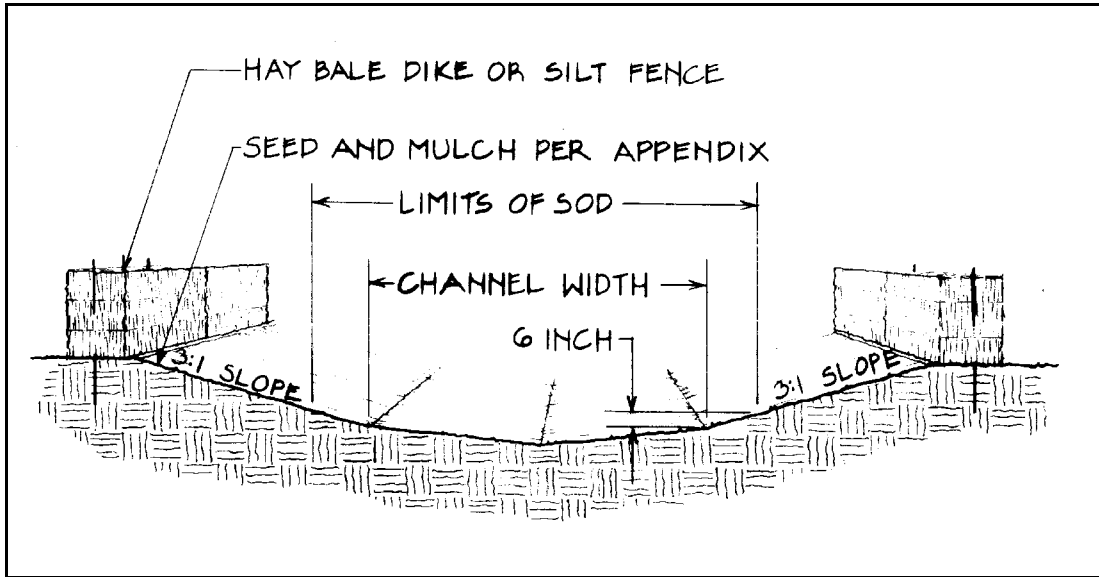 HAY BALE DIKE OR SILT FENCE
SEED AND MULCH PER APPENDIX
LIMITS OF SOD
CHANNEL WIDTH
6 INCH
3:1 SLOPE
3:1 SLOPE